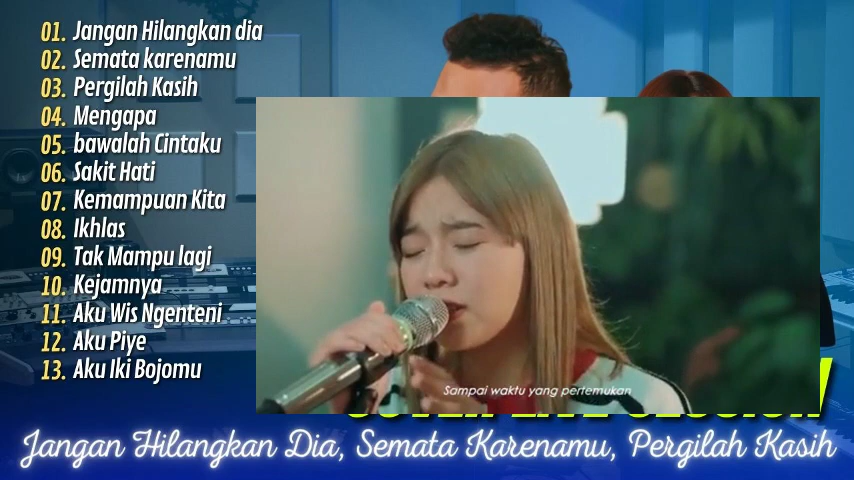 01. Jangan Hilangkan dia
02. Semata karenamu
03. Pergilah Kasih
04. Mengapa
05. bawalah Cintaku
06. Sakit Hati
07. Kemampuan Kita
08. Ikhlas
09. Tak Mampu lagi
10. Kejamnya
11. Aku Wis Ngenteni
12. Aku Piye
13. Aku Iki Bojomu
Sampai waktu yang pertemukan
Jangan Hilangkan Dia, Semata Karenamu, Pergilah Kasih